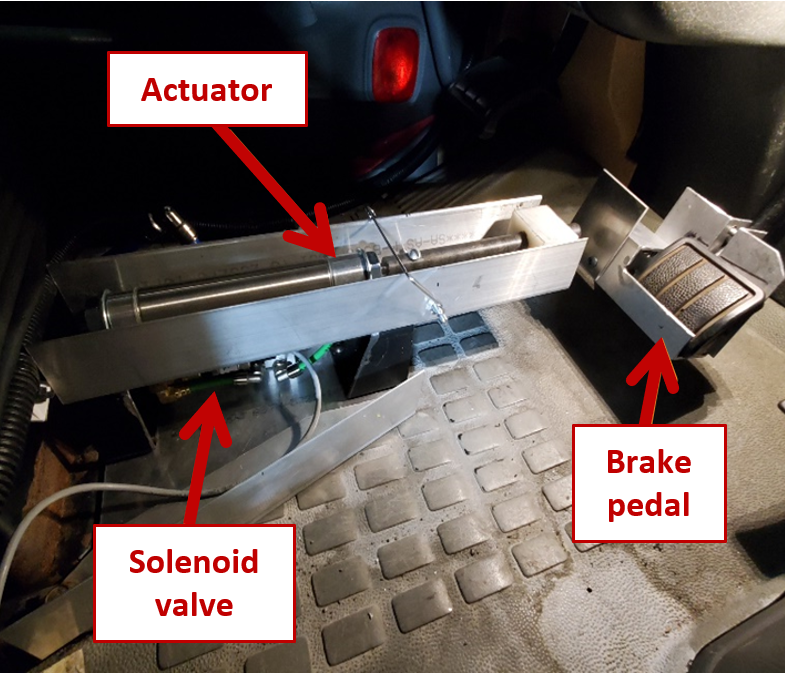 Actuator
Solenoid
valve
Brake
pedal